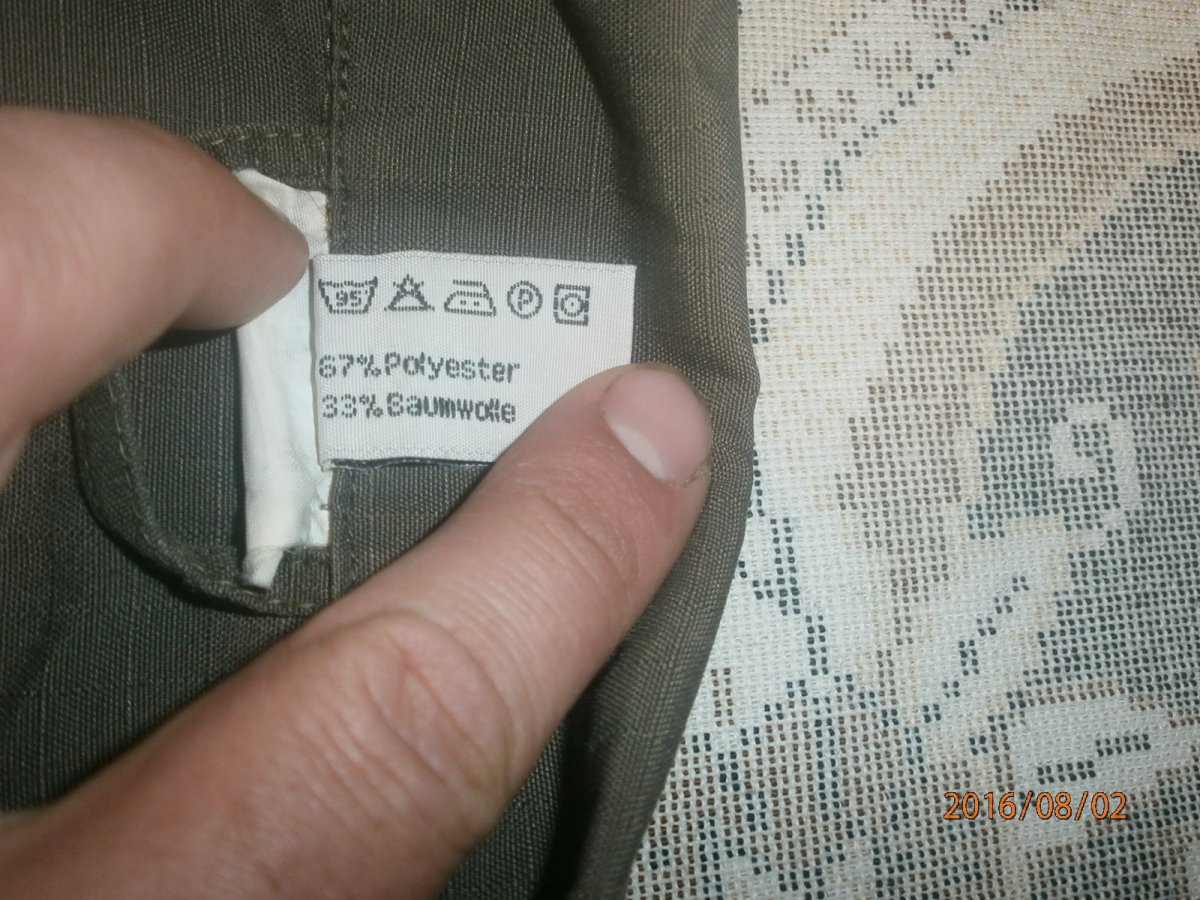 95 P
67% Polyester
33% Baumwolle
2016/08/02